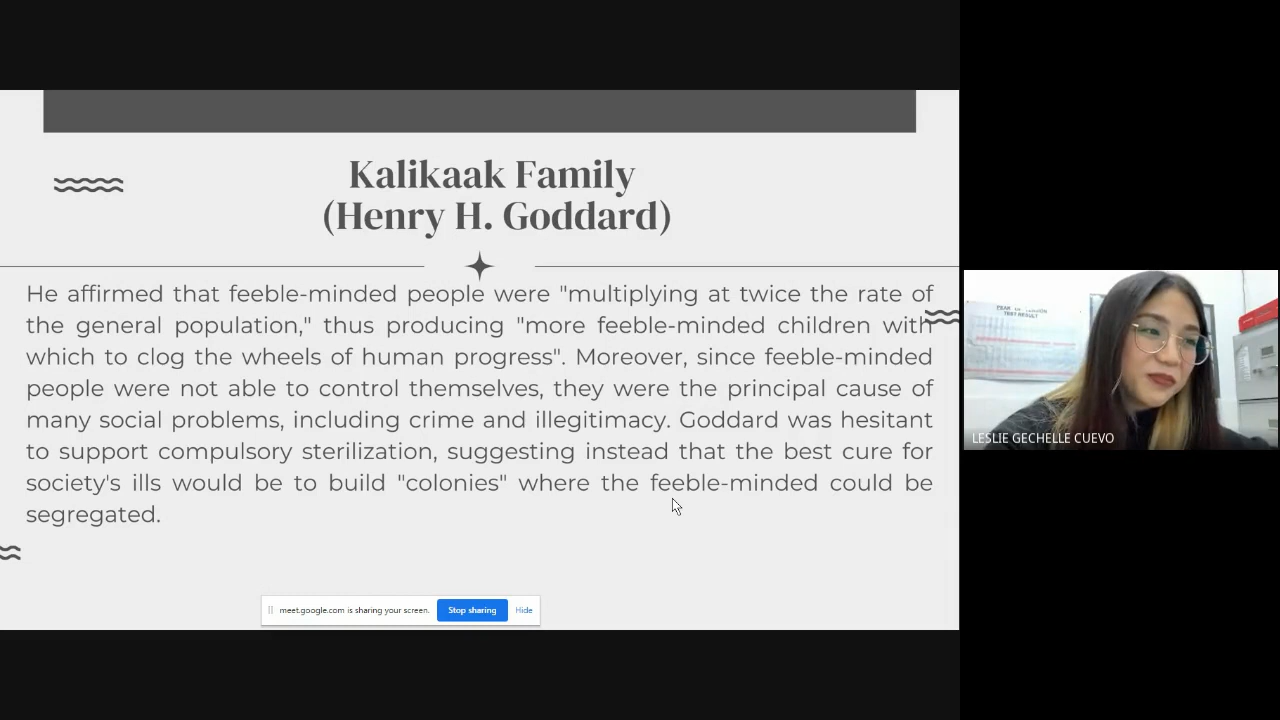 Kalikaak Family
(Henry H. Goddard)
He affirmed that feeble-minded people were "multiplying at twice the rate of
the general population," thus producing "more feeble-minded children with
which to clog the wheels of human progress". Moreover, since feeble-minded
people were not able to control themselves, they were the principal cause of
many social problems, including crime and illegitimacy. Goddard was hesitant
to support compulsory sterilization, suggesting instead that the best cure for
society's ills would be to build "colonies" where the feeble-minded could be
segregated.
meet.google.com is sharing your screen.
Stop sharing
Hide
TEST RESULT
LESLIE GECHELLE CUEVO